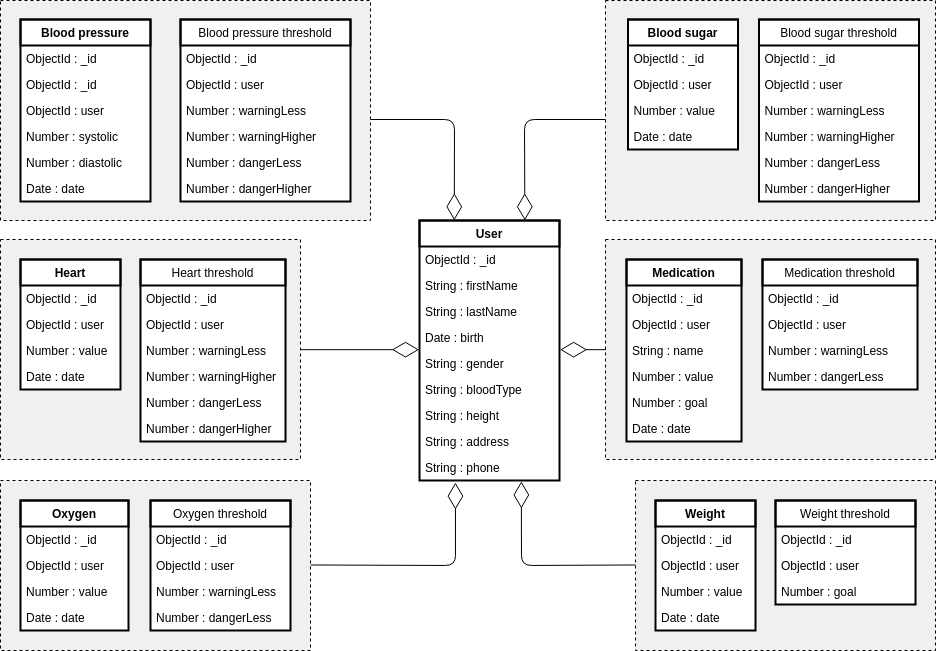 Blood pressure
ObjectId : _id
ObjectId : _id
ObjectId : user
Number : systolic
Number : diastolic
Date : date
Blood pressure threshold
ObjectId : _id
ObjectId : user
Number : warningLess
Number : warningHigher
Number : dangerLess
Number : dangerHigher
Blood sugar
ObjectId : _id
ObjectId : user
Number : value
Date : date
Blood sugar threshold
ObjectId : _id
ObjectId : user
Number : warningLess
Number : warningHigher
Number : dangerLess
Number : dangerHigher
Heart
ObjectId : _id
ObjectId : user
Number : value
Date : date
Heart threshold
ObjectId : _id
ObjectId : user
Number : warningLess
Number : warningHigher
Number : dangerLess
Number : dangerHigher
User
ObjectId : _id
String : firstName
String : lastName
Date : birth
String : gender
String : bloodType
String : height
String : address
String : phone
Medication
ObjectId : _id
ObjectId : user
String : name
Number : value
Number : goal
Date : date
Medication threshold
ObjectId : _id
ObjectId : user
Number : warningLess
Number : dangerLess
Oxygen
ObjectId : _id
ObjectId : user
Number : value
Date : date
Oxygen threshold
ObjectId : _id
ObjectId : user
Number : warningLess
Number : dangerLess
Weight
ObjectId : _id
ObjectId : user
Number : value
Date : date
Weight threshold
ObjectId : _id
ObjectId : user
Number : goal